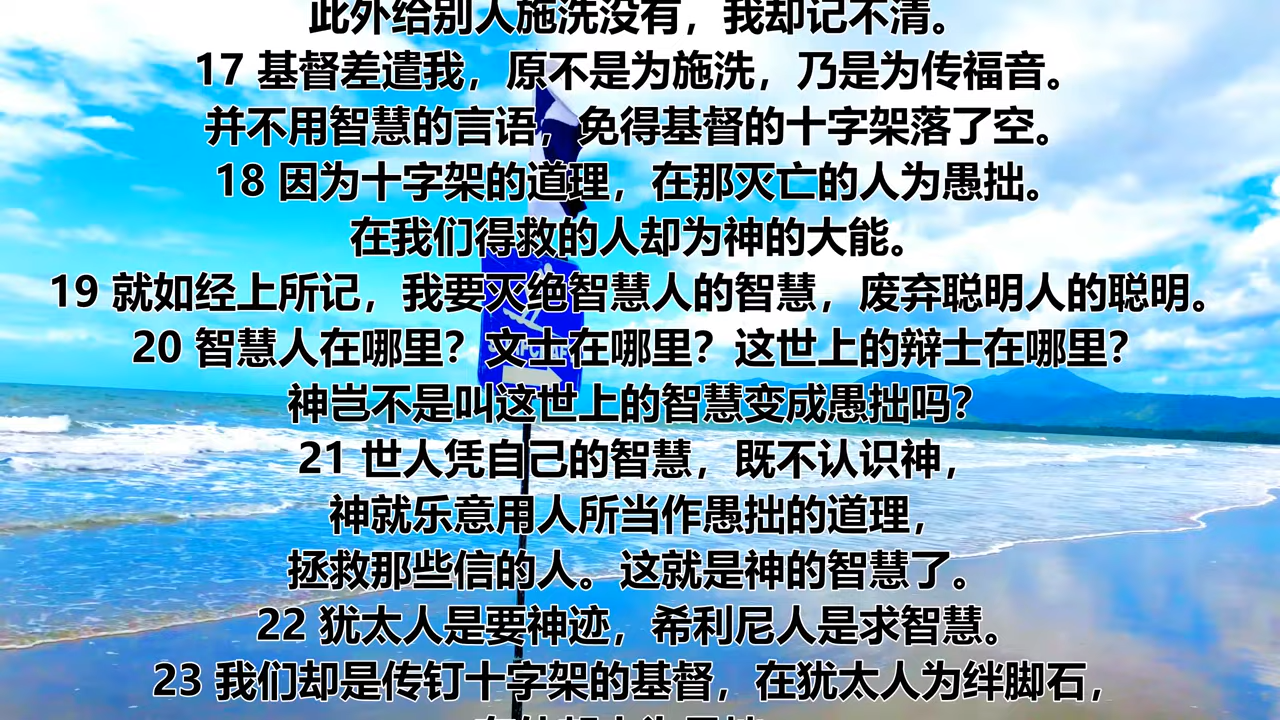 此外给别人施洗没有，我却记不清。
17 基督差遣我，原不是为施洗，乃是为传福音。
并不用智慧的言语，免得基督的十字架落了空。
18 因为十字架的道理，在那灭亡的人为愚拙。
在我们得救的人却为神的大能。
19 就如经上所记，我要灭绝智慧人的智慧，废弃聪明人的聪明。
20 智慧人在哪里？文士在哪里？这世上的辩士在哪里？
神岂不是叫这世上的智慧变成愚拙吗？
21 世人凭自己的智慧，既不认识神，
神就乐意用人所当作愚拙的道理，
拯救那些信的人。这就是神的智慧了。
22 犹太人是要神迹，希利尼人是求智慧。
23 我们却是传钉十字架的基督，在犹太人为绊脚石，